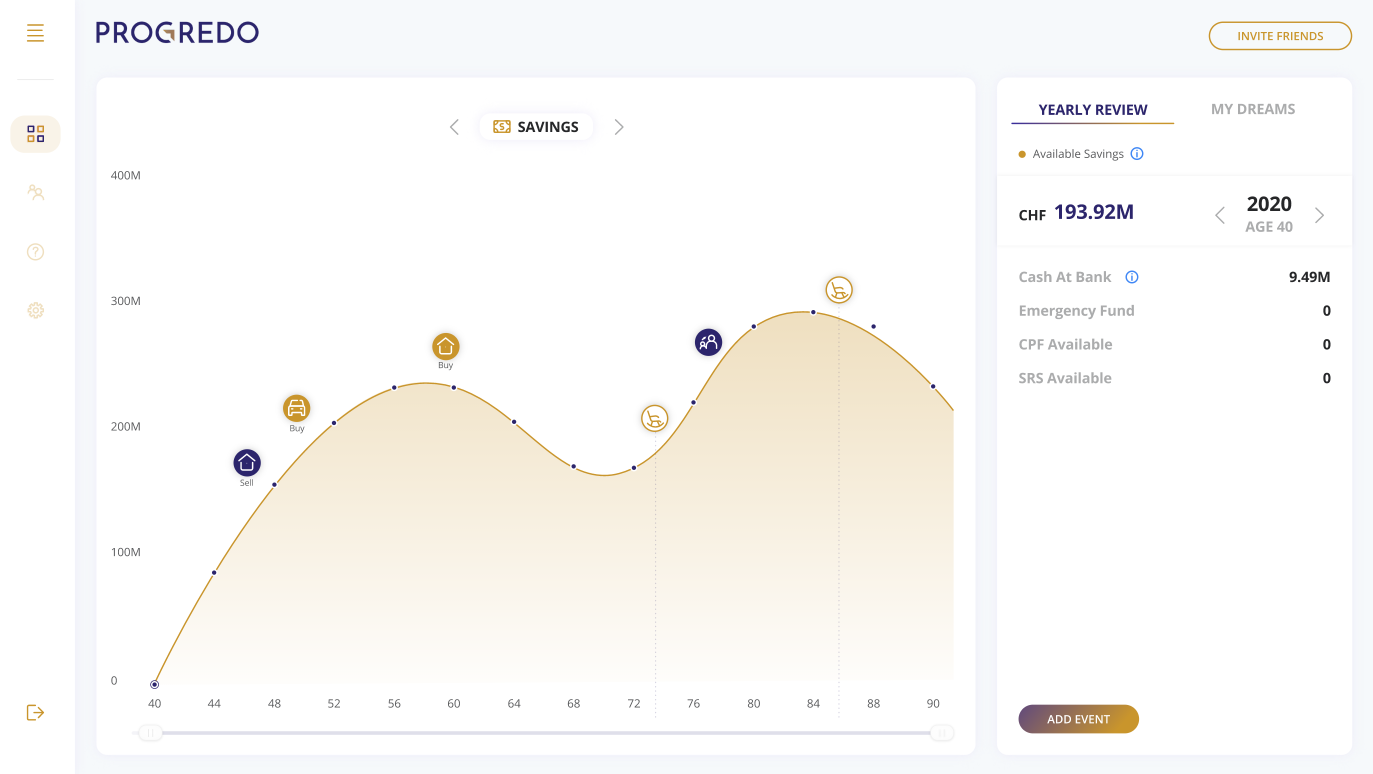 PROGREDO
INVITE FRIENDS
SAVINGS
400M
300M
200M
100M
0
Buy
Buy
Sell
40 44 48 52 56 60 64 68 72 76 80 84 88 90
YEARLY REVIEW MY DREAMS
Available Savings
CHF 193.92M
2020
AGE 40
Cash At Bank 9.49M
Emergency Fund 0
CPF Available 0
SRS Available 0
ADD EVENT